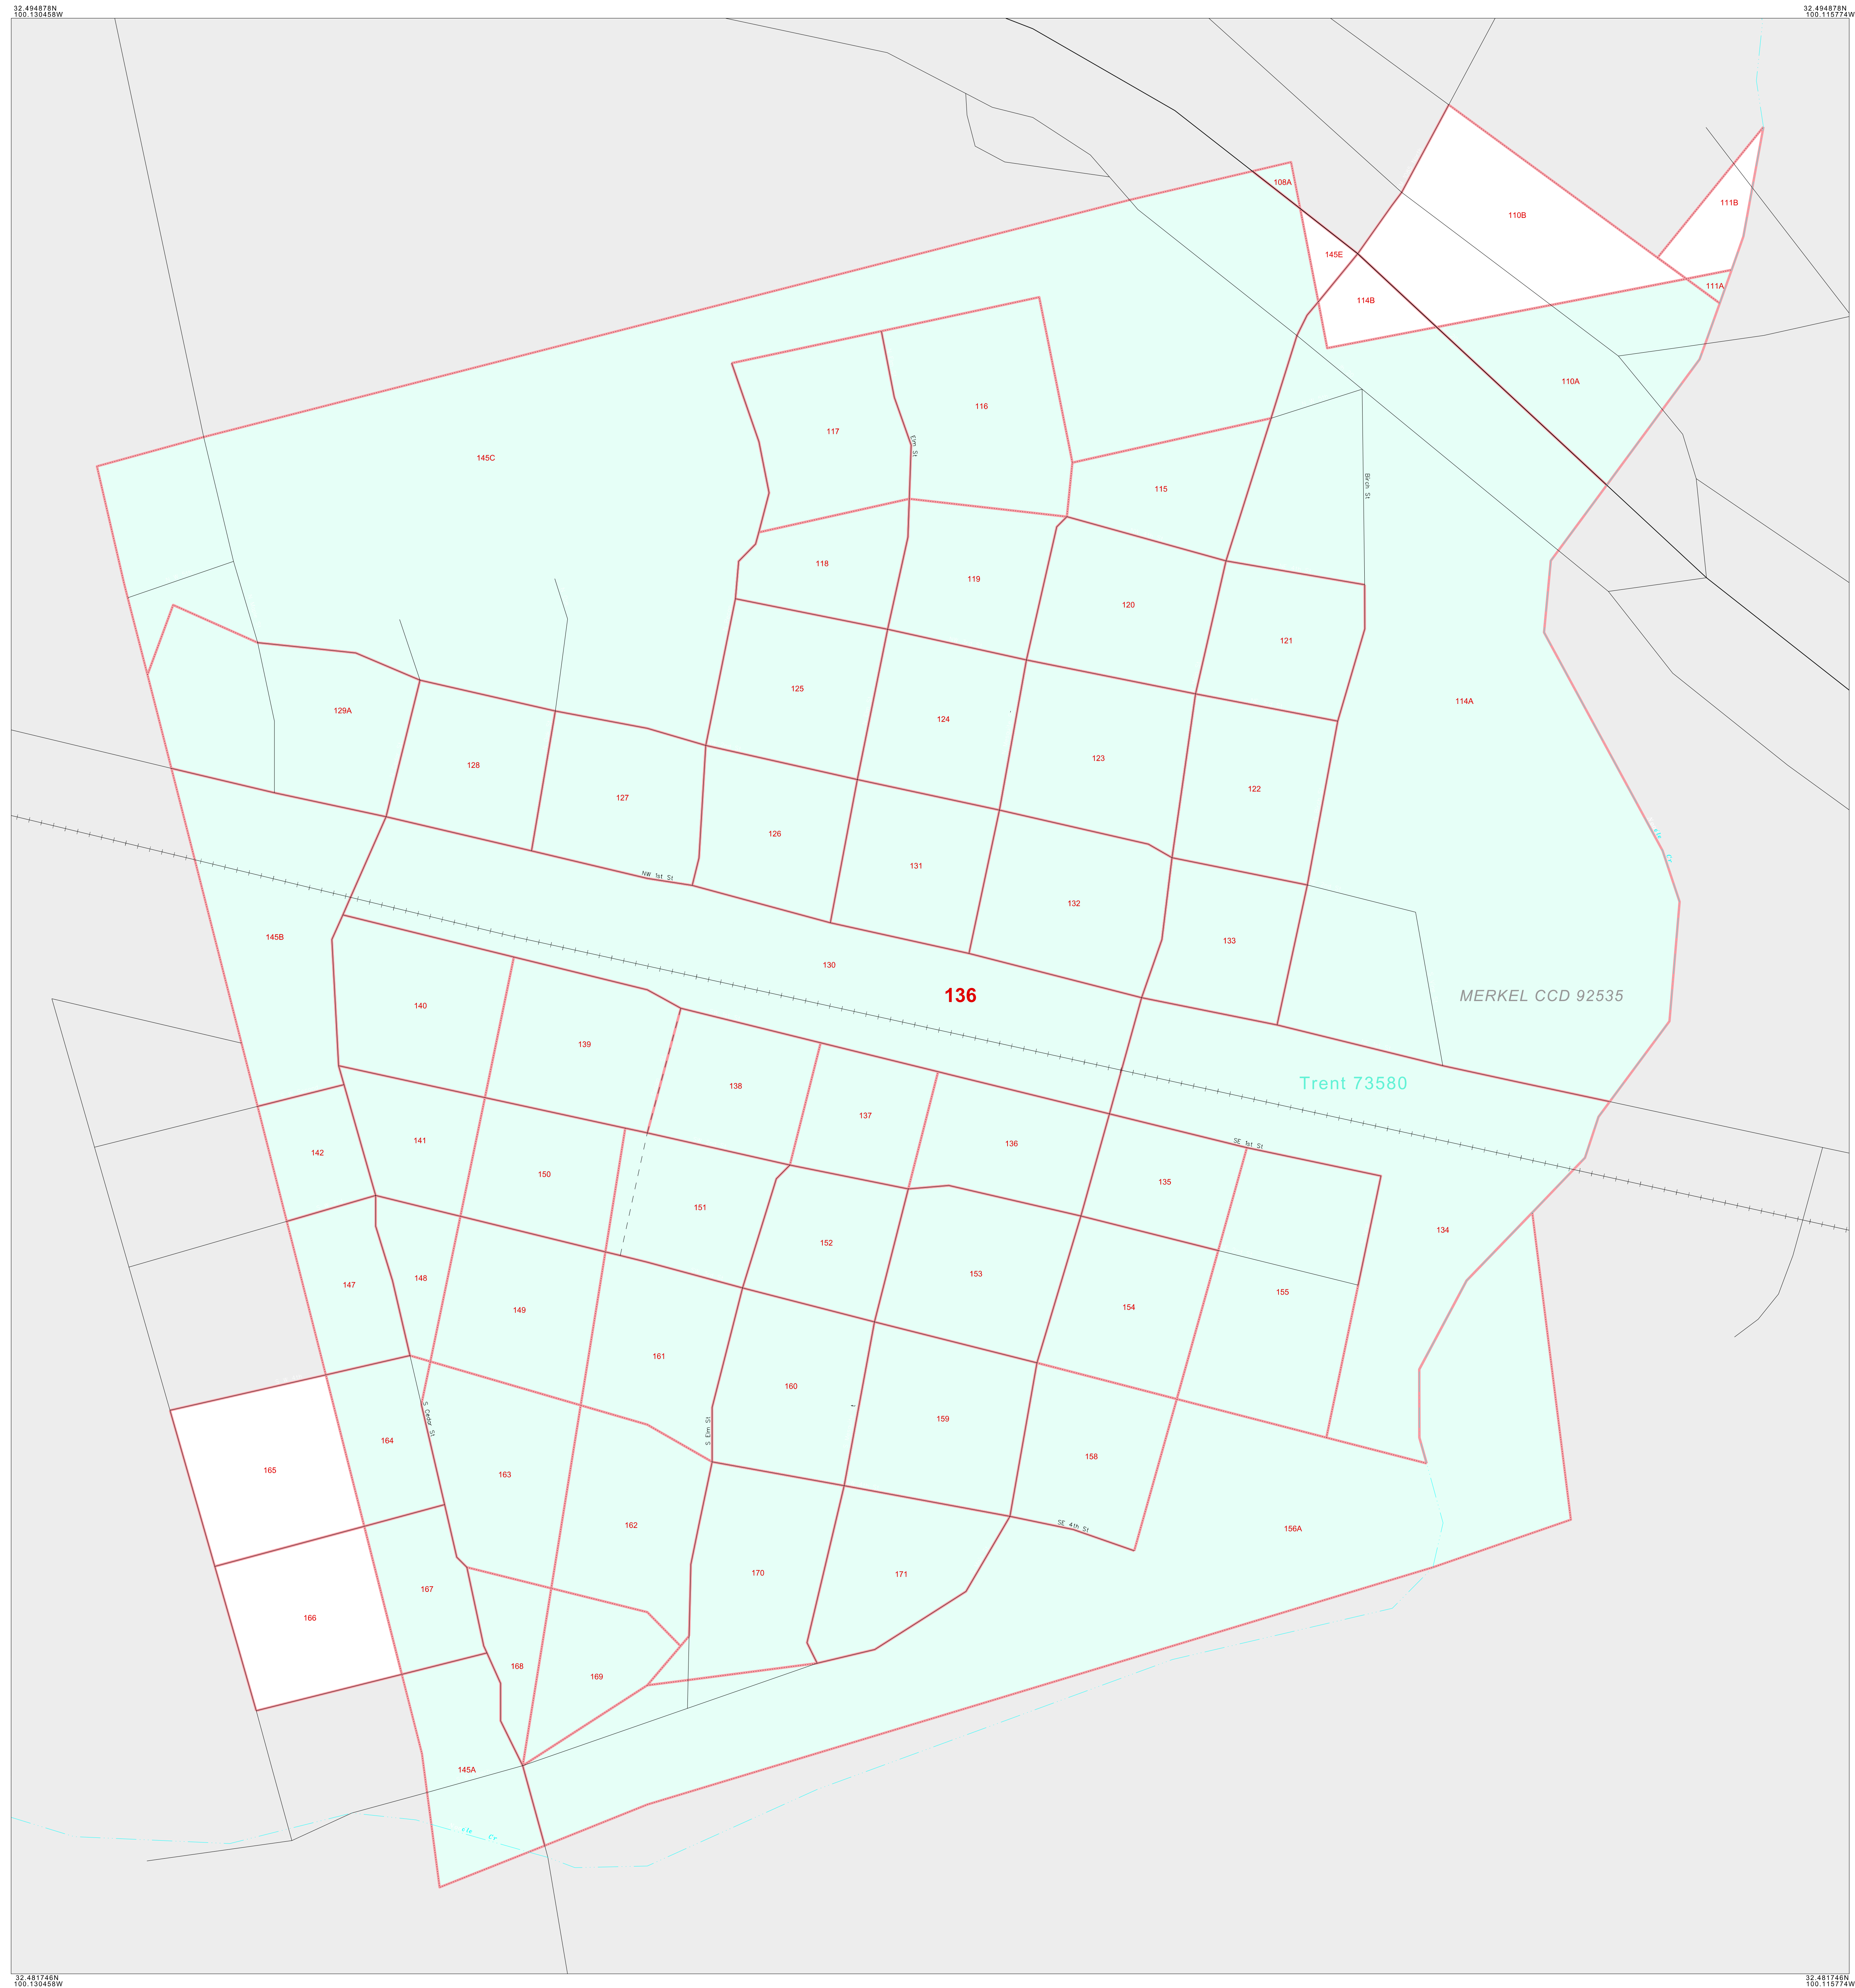 32.494878N
100.130458W
32.494878N
100.115774W
108A
111B
110B
145E
111A
114B
110A
116
117
Elm St
145C
115
Birch St
118
119
120
121
125
114A
129A
124
123
128
122
127
126
131
NW 1st St
132
145B
133
130
136
MERKEL CCD 92535
140
139
Trent 73580
138
137
141
SE 1st St
136
142
150
135
151
134
152
153
148
147
155
154
149
161
160
S Cedar St
159
S Elm St
164
158
165
163
162
SE 4th St
156A
170
171
167
166
168
169
145A
Cr
32.481746N
100.130458W
32.481746N
100.115774W